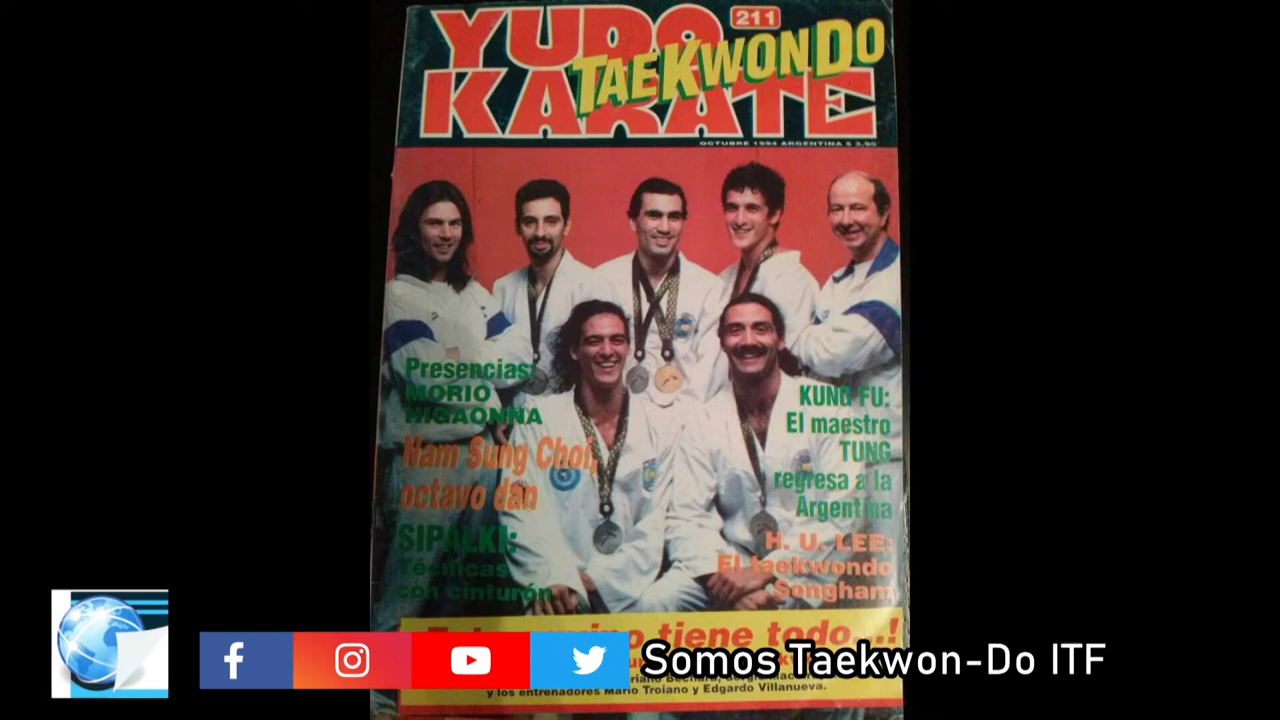 YUDO 211
TAEKWONDO
KARATE
OCTUBRE 1994 ARGENTINA $ 3.90
Presencias:
MORIO
HIGAONNA
Nam Sung Choi,
octavo dan
SIPALKI:
Técnicas
con cinturón
KUNG FU:
El maestro
TUNG
regresa a la
Argentina
H. U. LEE:
El taekwondo
Songham
tiene todo...!
y los entrenadores Mario Troiano y Edgardo Villanueva.
Somos Taekwon-Do ITF